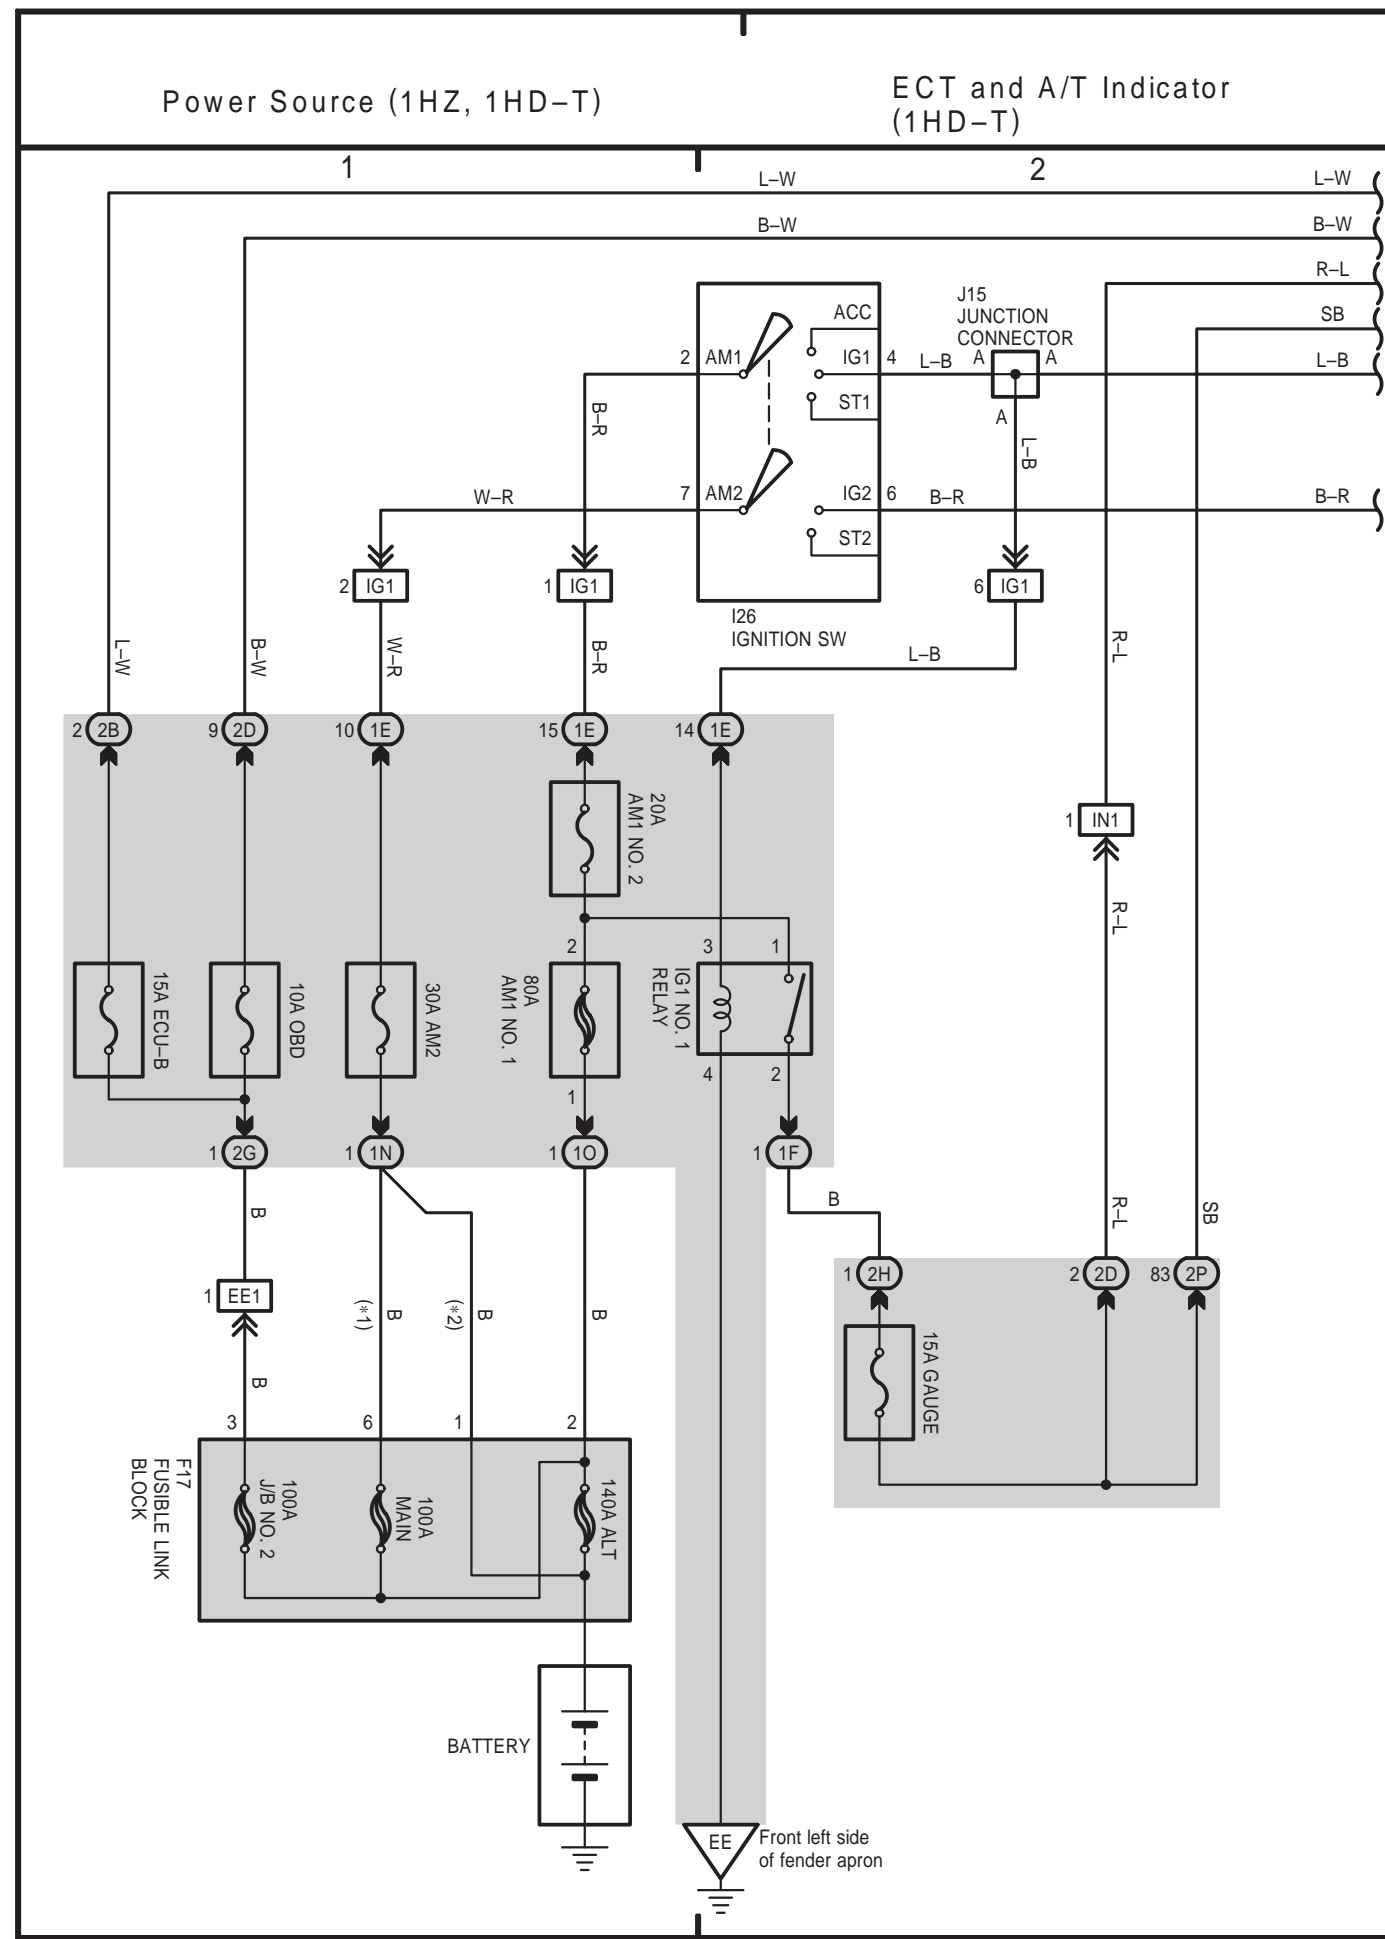 Power Source (1HZ, 1HD–T)
ECT and A/T Indicator
(1HD–T)
1
2
L–W
L–W
B–W
B–W
R–L
SB
L–B
B–R
J15
JUNCTION
CONNECTOR
A
A
A
L–B
L–B
ACC
2
AM1
IG1
4
ST1
7
AM2
IG2
6
ST2
B–R
W–R
B–R
2
IG1
1
IG1
6
IG1
I26
IGNITION SW
L–W
B–W
W–R
B–R
L–B
R–L
2
2B
9
2D
10
1E
15
1E
14
1E
20A
AM1 NO. 2
1
IN1
R–L
2
3
1
15A ECU–B
10A OBD
30A AM2
80A
AM1 NO. 1
IG1 NO. 1
RELAY
1
4
2
1
2G
1
1N
1
1O
1
1F
B
B
R–L
SB
1
2H
2
2D
83
2P
1
EE1
B
(*1)
B
(*2)
B
B
15A GAUGE
3
6
1
2
F17
FUSIBLE LINK
BLOCK
100A
J/B NO. 2
100A
MAIN
140A ALT
BATTERY
EE
Front left side
of fender apron